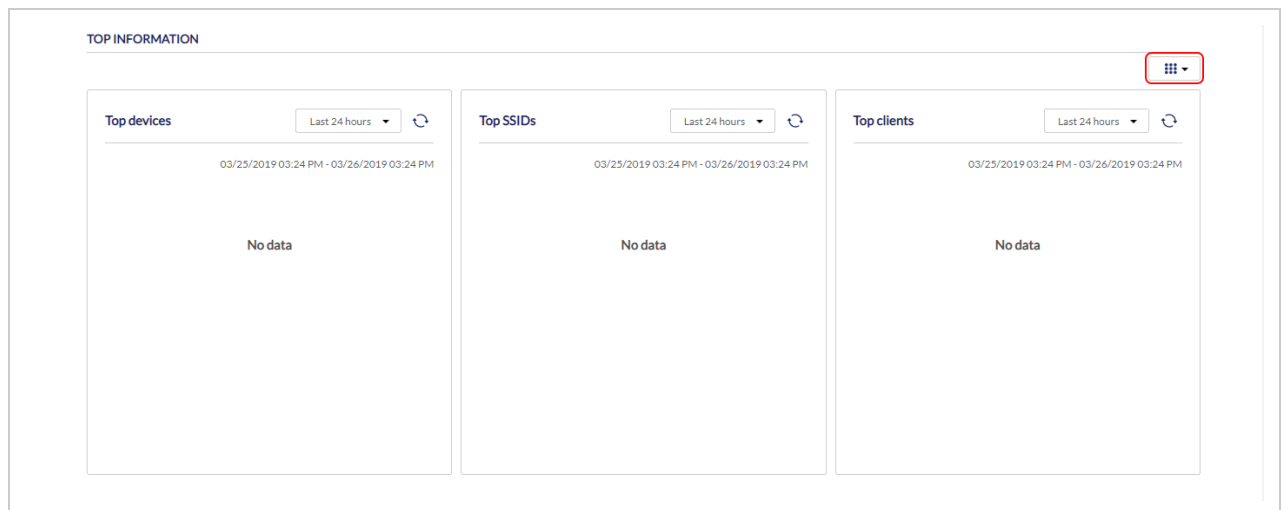 TOP INFORMATION
Top devices
Last 24 hours
03/25/2019 03:24 PM - 03/26/2019 03:24 PM
No data
Top SSIDs
Last 24 hours
03/25/2019 03:24 PM - 03/26/2019 03:24 PM
No data
Top clients
Last 24 hours
03/25/2019 03:24 PM - 03/26/2019 03:24 PM
No data